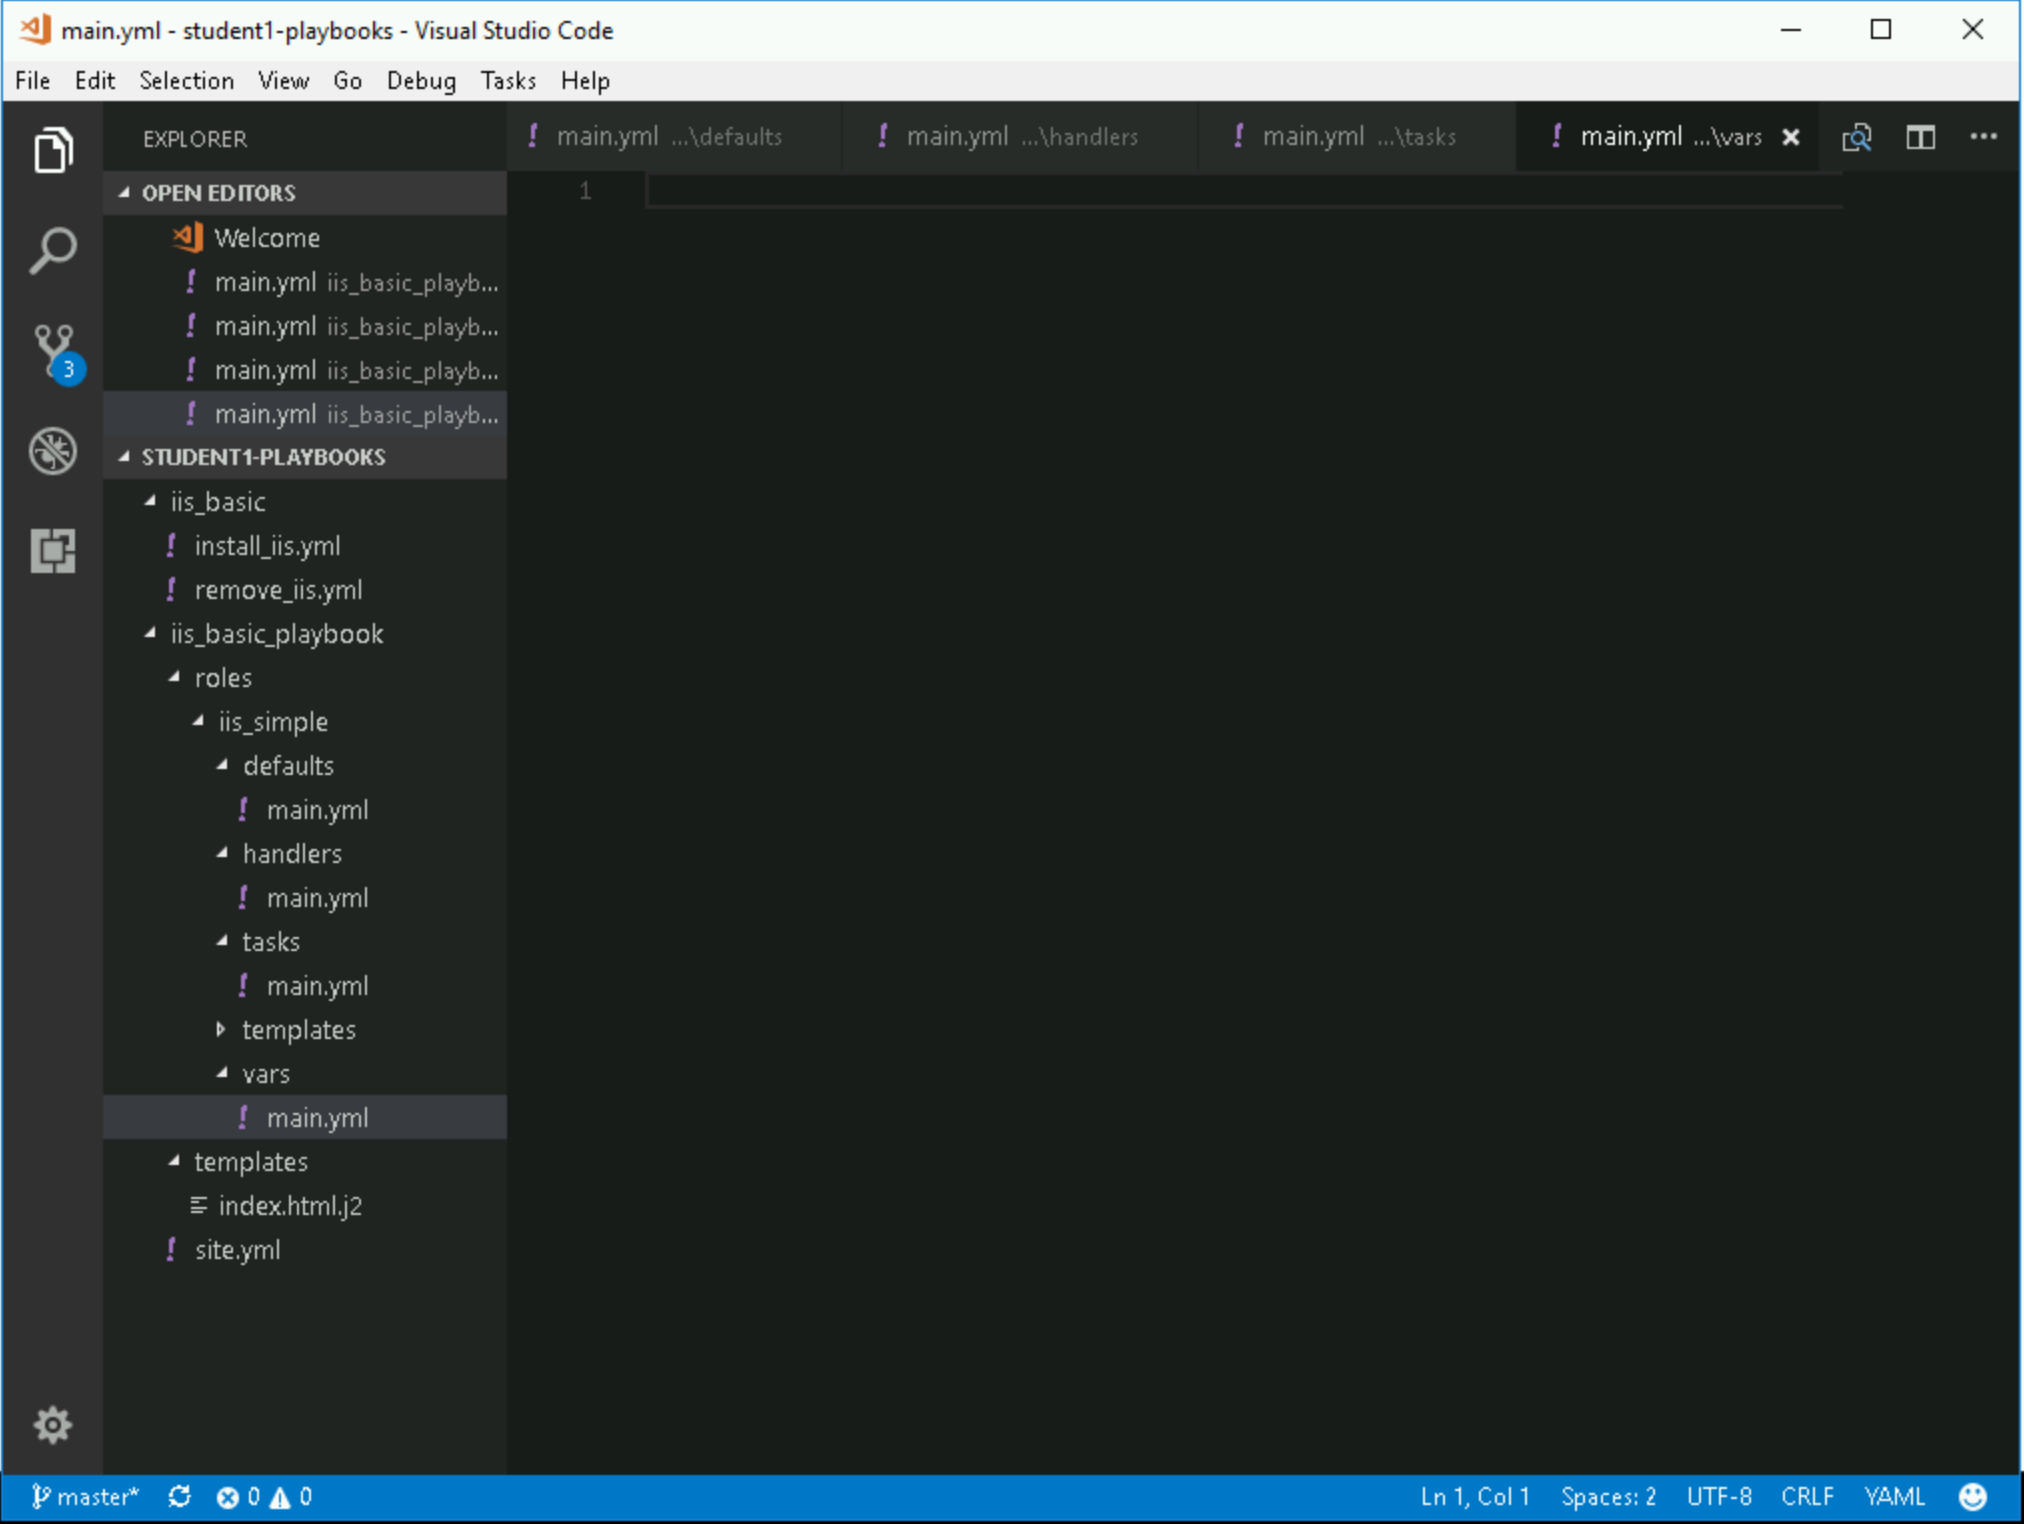 main.yml - student1-playbooks - Visual Studio Code
File Edit Selection View Go Debug Tasks Help
EXPLORER
main.yml ...\defaults
main.yml ...\handlers
main.yml ...\tasks
main.yml ...\vars
OPEN EDITORS
1
Welcome
main.yml iis_basic_playb...
main.yml iis_basic_playb...
main.yml iis_basic_playb...
main.yml iis_basic_playb...
3
STUDENT1-PLAYBOOKS
iis_basic
install_iis.yml
remove_iis.yml
iis_basic_playbook
roles
iis_simple
defaults
main.yml
handlers
main.yml
tasks
main.yml
templates
vars
main.yml
templates
index.html.j2
site.yml
master* 0 0 Ln 1, Col 1 Spaces: 2 UTF-8 CRLF YAML